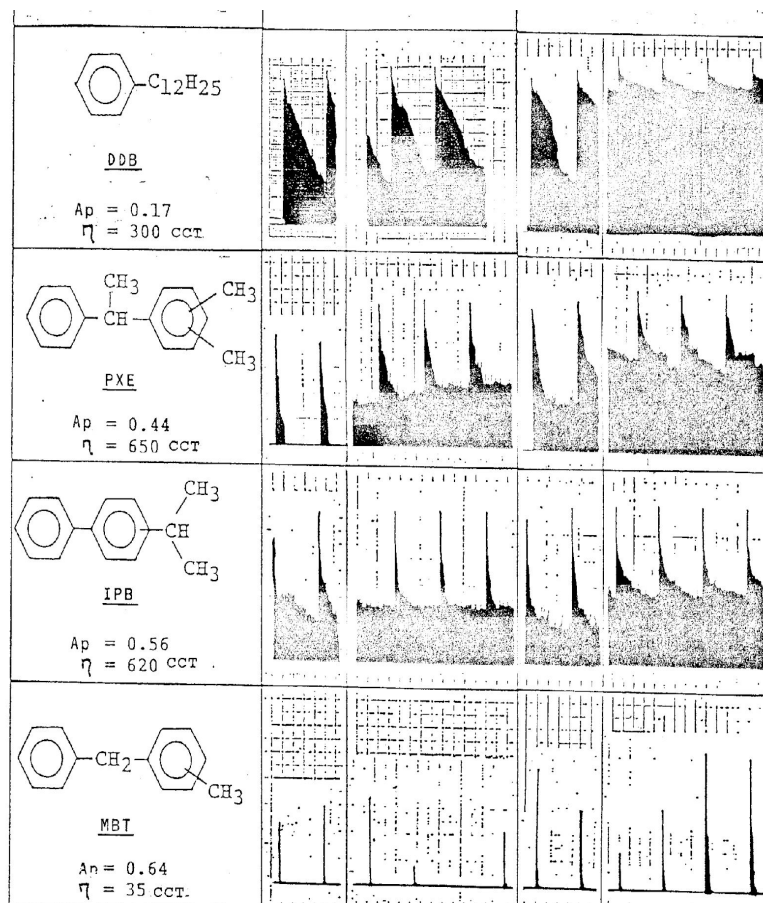 C12H25
DDB
Ap = 0.17
η = 300 CCT
CH3
CH3
CH
CH3
PXE
Ap = 0.44
η = 650 CCT
CH3
CH
CH3
IPB
Ap = 0.56
η = 620 CCT
CH2
CH3
MBT
An = 0.64
η = 35 CCT